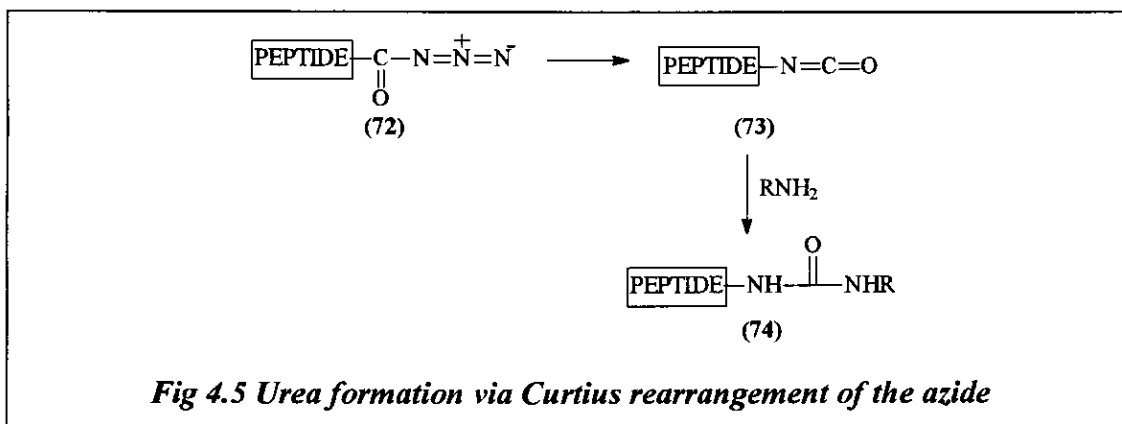 PEPTIDE—C—N=N⁺=N⁻ → PEPTIDE—N=C=O
O
(72) (73)
RNH₂
O
PEPTIDE—NH—NHR
(74)
Fig 4.5 Urea formation via Curtius rearrangement of the azide